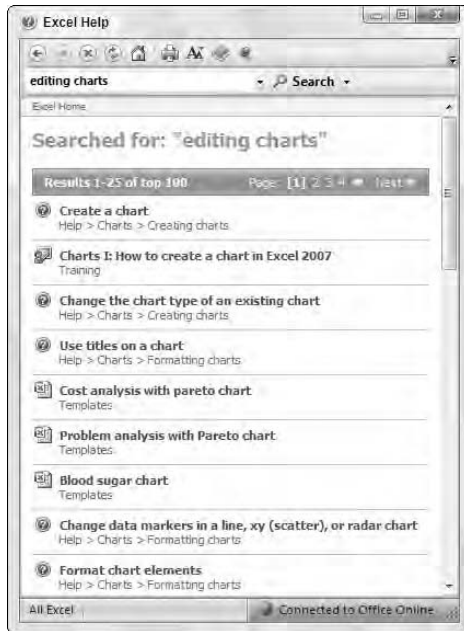 Excel Help
editing charts
Search
Excel Home
Searched for: "editing charts"
Results 1-25 of top 100 Page: [1] 2 3 4 Next
Create a chart
Help > Charts > Creating charts
Charts I: How to create a chart in Excel 2007
Training
Change the chart type of an existing chart
Help > Charts > Creating charts
Use titles on a chart
Help > Charts > Formatting charts
Cost analysis with pareto chart
Templates
Problem analysis with Pareto chart
Templates
Blood sugar chart
Templates
Change data markers in a line, xy (scatter), or radar chart
Help > Charts > Formatting charts
Format chart elements
Help > Charts > Formatting charts
All Excel Connected to Office Online